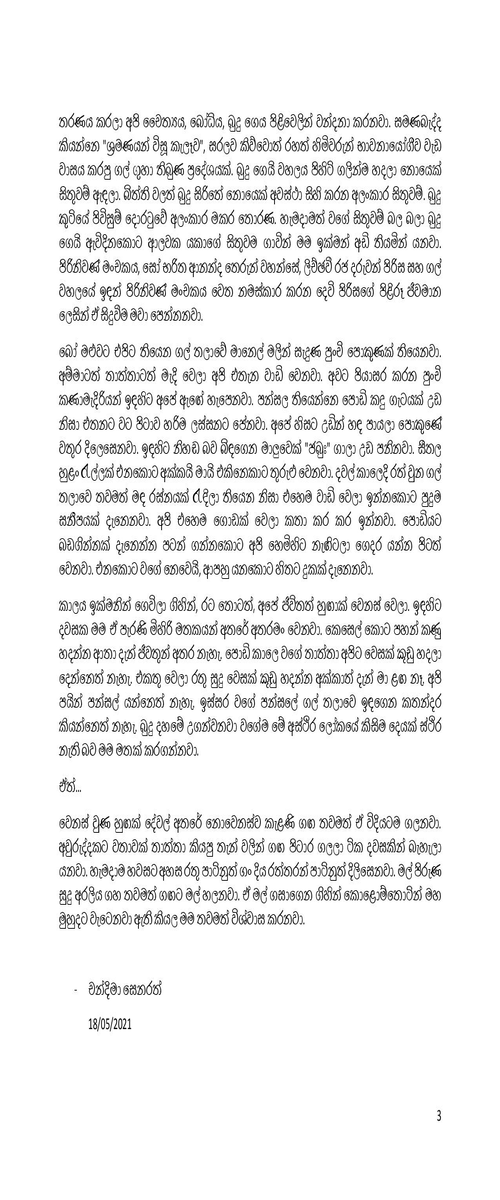 තරණය කරලා අපි චෛත්‍යය, බෝධිය, බුදු ගෙය පිළිවෙලින් වන්දනා කරනවා. සමණබැද්ද
කියන්නෙ "ශ්‍රමණයන් විසූ කැලෑව", සරලව කිව්වොත් රහත් හිමිවරුන් භාවනායෝගීව වැඩ
වාසය කරපු ගල් ගුහා තිබුණ ප්‍රදේශයක්. බුදු ගෙයි වහලය පිහිටි ගලින්ම හදලා නොයෙක්
සිතුවම් ඇඳලා. බිත්ති වලත් බුදු සිරිතේ නොයෙක් අවස්ථා සිහි කරන අලංකාර සිතුවම්. බුදු
කුටියේ පිවිසුම් දොරටුවේ අලංකාර මකර තොරණ. හැමදාමත් වගේ සිතුවම් බල බලා බුදු
ගෙයි ඇවිදිනකොට ආලවක යකාගේ සිතුවම ගාවින් මම ඉක්මන් අඩි තියමින් යනවා.
පිරිනිවන් මංචකය, සෝ භරිත ආනන්ද තෙරුන් වහන්සේ, ලිච්ඡවි රජ දරුවන් පිරිස සහ ගල්
වහලයේ ඉඳන් පිරිනිවන් මංචකය වෙත නමස්කාර කරන දෙවි පිරිසගේ පිළිරූ ජීවමාන
ලෙසින් ඒ සිදුවීම මවා පෙන්නනවා.
බෝ මළුවට එපිට තියෙන ගල් තලාවේ මානෙල් මලින් සැදුණ පුංචි පොකුණක් තියෙනවා.
අම්මාටත් තාත්තාටත් මැදි වෙලා අපි එතැන වාඩි වෙනවා. අවට පියාසර කරන පුංචි
කණාමැදිරියන් ඉඳහිට අපේ ඇඟේ හැපෙනවා. පන්සල තියෙන්නෙ පොඩි කඳු ගැටයක් උඩ
නිසා එතනට වට පිටාව හරිම ලස්සනට පේනවා. අපේ හිසට උඩින් හඳ පායලා පොකුණේ
වතුර දිලෙසෙනවා. ඉඳහිට නිහඬ බව බිඳගෙන මාලුවෙක් "ජබුං" ගාලා උඩ පනිනවා. සීතල
හුළං රැල්ලක් එනකොට අක්කයි මායි එකිනෙකාට තුරුළු වෙනවා. දවල් කාලෙදි රත් වුන ගල්
තලාවෙ තවමත් මඳ රස්නයක් රැඳිලා තියෙන නිසා එහෙම වාඩි වෙලා ඉන්නකොට පුදුම
සනීපයක් දැනෙනවා. අපි එහෙම ගොඩාක් වෙලා කතා කර කර ඉන්නවා. පොඩියට
බඩගින්නක් දැනෙන්න පටන් ගන්නකොට අපි හෙමිහිට නැඟිටලා ගෙදර යන්න පිටත්
වෙනවා. එනකොට වගේ නෙවෙයි, ආපහු යනකොට හිතට දුකක් දැනෙනවා.
කාලය ඉක්මනින් ගෙවිලා ගිහින්, රට තොටත්, අපේ ජීවිතත් හුඟාක් වෙනස් වෙලා. ඉඳහිට
දවසක මම ඒ පැරණි මිහිරි මතකයන් අතරේ අතරමං වෙනවා. කෙසෙල් කොට පහන් කණු
හදන්න ආතා දැන් ජීවතුන් අතර නැහැ, පොඩි කාලෙ වගේ තාත්තා අපිට වෙසක් කූඩු හදලා
දෙන්නෙත් නැහැ, එකතු වෙලා රතු සුදු වෙසක් කූඩු හදන්න අක්කාත් දැන් මා ළඟ නෑ, අපි
පයින් පන්සල් යන්නෙත් නැහැ, ඉස්සර වගේ පන්සලේ ගල් තලාවෙ ඉඳගෙන කතන්දර
කියන්නෙත් නැහැ, බුදු දහමේ උගන්වනවා වගේම මේ අස්ථිර ලෝකයේ කිසිම දෙයක් ස්ථිර
නැති බව මම මතක් කරගන්නවා.
ඒත්...
වෙනස් වුණ හුඟක් දේවල් අතරේ නොවෙනස්ව කැළණි ගඟ තවමත් ඒ විදියටම ගලනවා.
අවුරුද්දකට වතාවක් තාත්තා කියපු තැන් වලින් ගඟ පිටාර ගලලා ටික දවසකින් බැහැලා
යනවා. හැමදාම හවසට අහස රතු පාටිනුත් ගං දිය රත්තරන් පාටිනුත් දිලිසෙනවා. මල් පිරුණ
සුදු අරලිය ගහ තවමත් ගඟට මල් හලනවා. ඒ මල් ගසාගෙන ගිහින් කොළොම්තොටින් මහ
මුහුදට වැටෙනවා ඇති කියල මම තවමත් විශ්වාස කරනවා.
- චන්දිමා සෙනරත්
18/05/2021
3